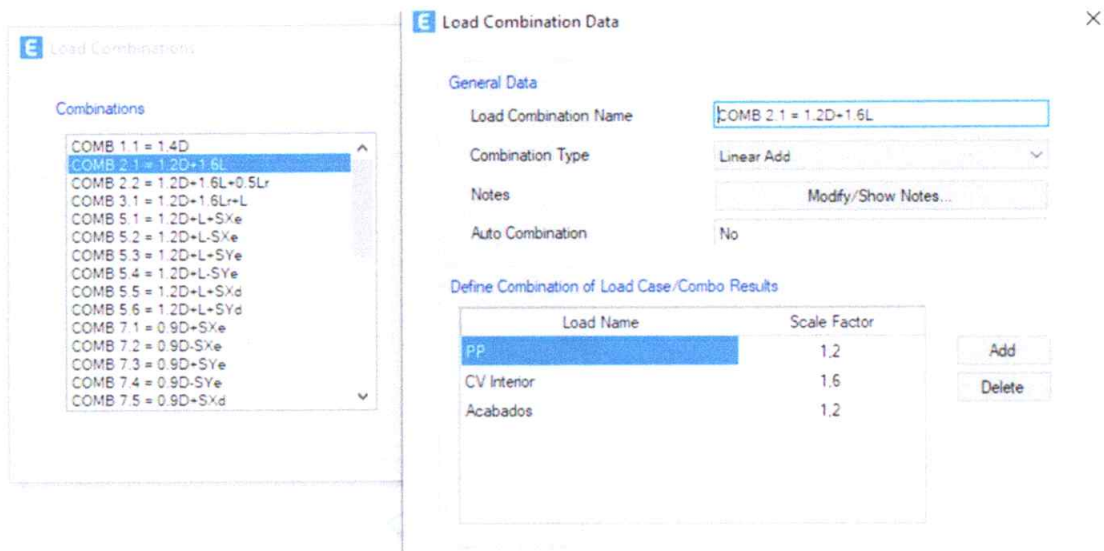 Load Combinations
Combinations
COMB 1.1 = 1.4D
COMB 2.1 = 1.2D+1.6L
COMB 2.2 = 1.2D+1.6L+0.5Lr
COMB 3.1 = 1.2D+1.6Lr+L
COMB 5.1 = 1.2D+L+SXe
COMB 5.2 = 1.2D+L-SXe
COMB 5.3 = 1.2D+L+SYe
COMB 5.4 = 1.2D+L-SYe
COMB 5.5 = 1.2D+L+SXd
COMB 5.6 = 1.2D+L+SYd
COMB 7.1 = 0.9D+SXe
COMB 7.2 = 0.9D-SXe
COMB 7.3 = 0.9D+SYe
COMB 7.4 = 0.9D-SYe
COMB 7.5 = 0.9D+SXd
Load Combination Data
General Data
Load Combination Name COMB 2.1 = 1.2D+1.6L
Combination Type Linear Add
Notes Modify/Show Notes...
Auto Combination No
Define Combination of Load Case/Combo Results
Load Name Scale Factor
PP 1,2 Add
CV Interior 1,6 Delete
Acabados 1,2